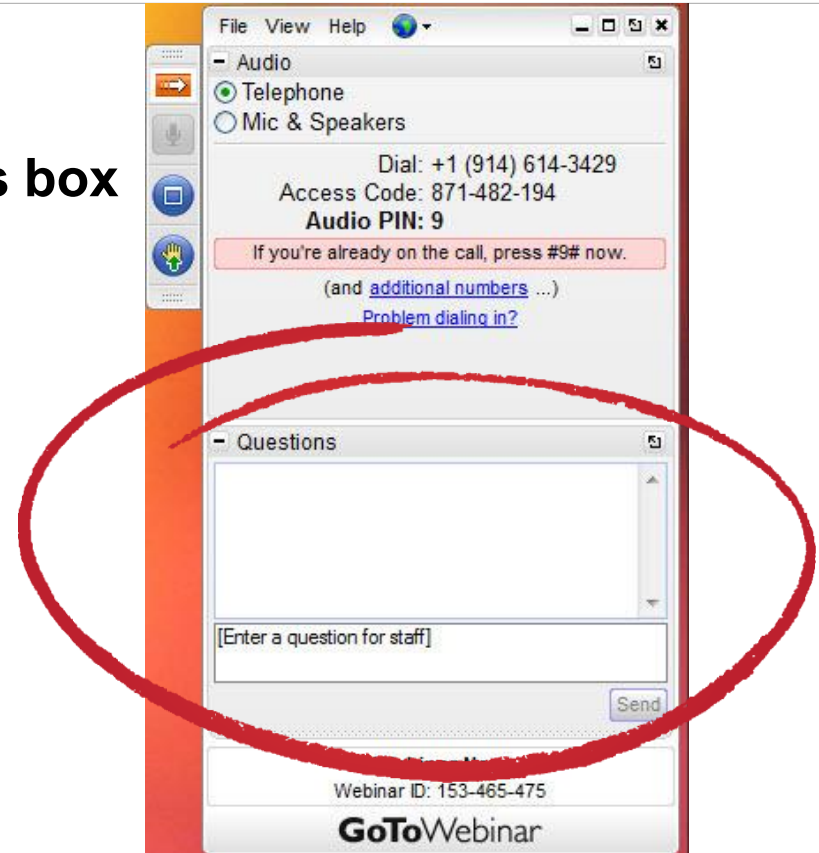 File View Help
Audio
Telephone
Mic & Speakers
s box
Dial: +1 (914) 614-3429
Access Code: 871-482-194
Audio PIN: 9
If you're already on the call, press #9# now.
(and additional numbers ...)
Problem dialing in?
Questions
[Enter a question for staff]
Send
Webinar ID: 153-465-475
GoToWebinar